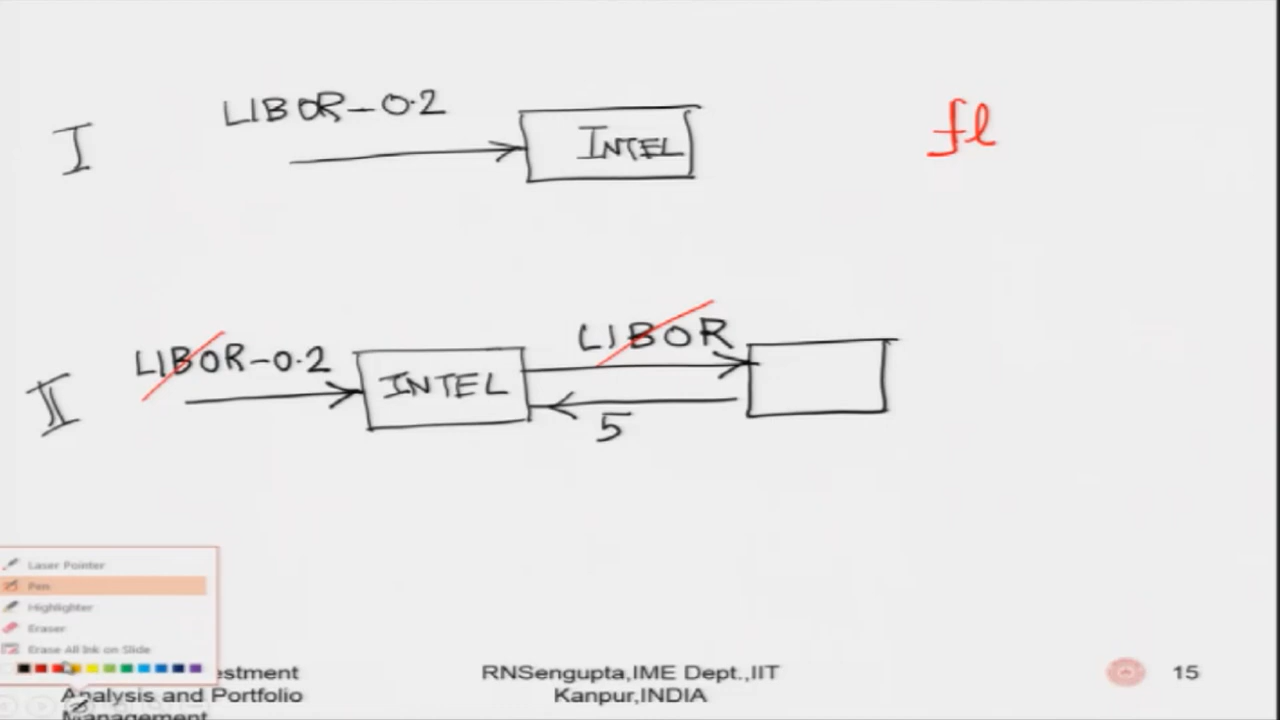 I
LIBOR-0.2
INTEL
fl
II
LIBOR-0.2
INTEL
LIBOR
5
Laser Pointer
Pen
Highlighter
Eraser
Erase All Ink on Slide
estment
Analysis and Portfolio
Management
RNSengupta,IME Dept.,IIT
Kanpur,INDIA
15